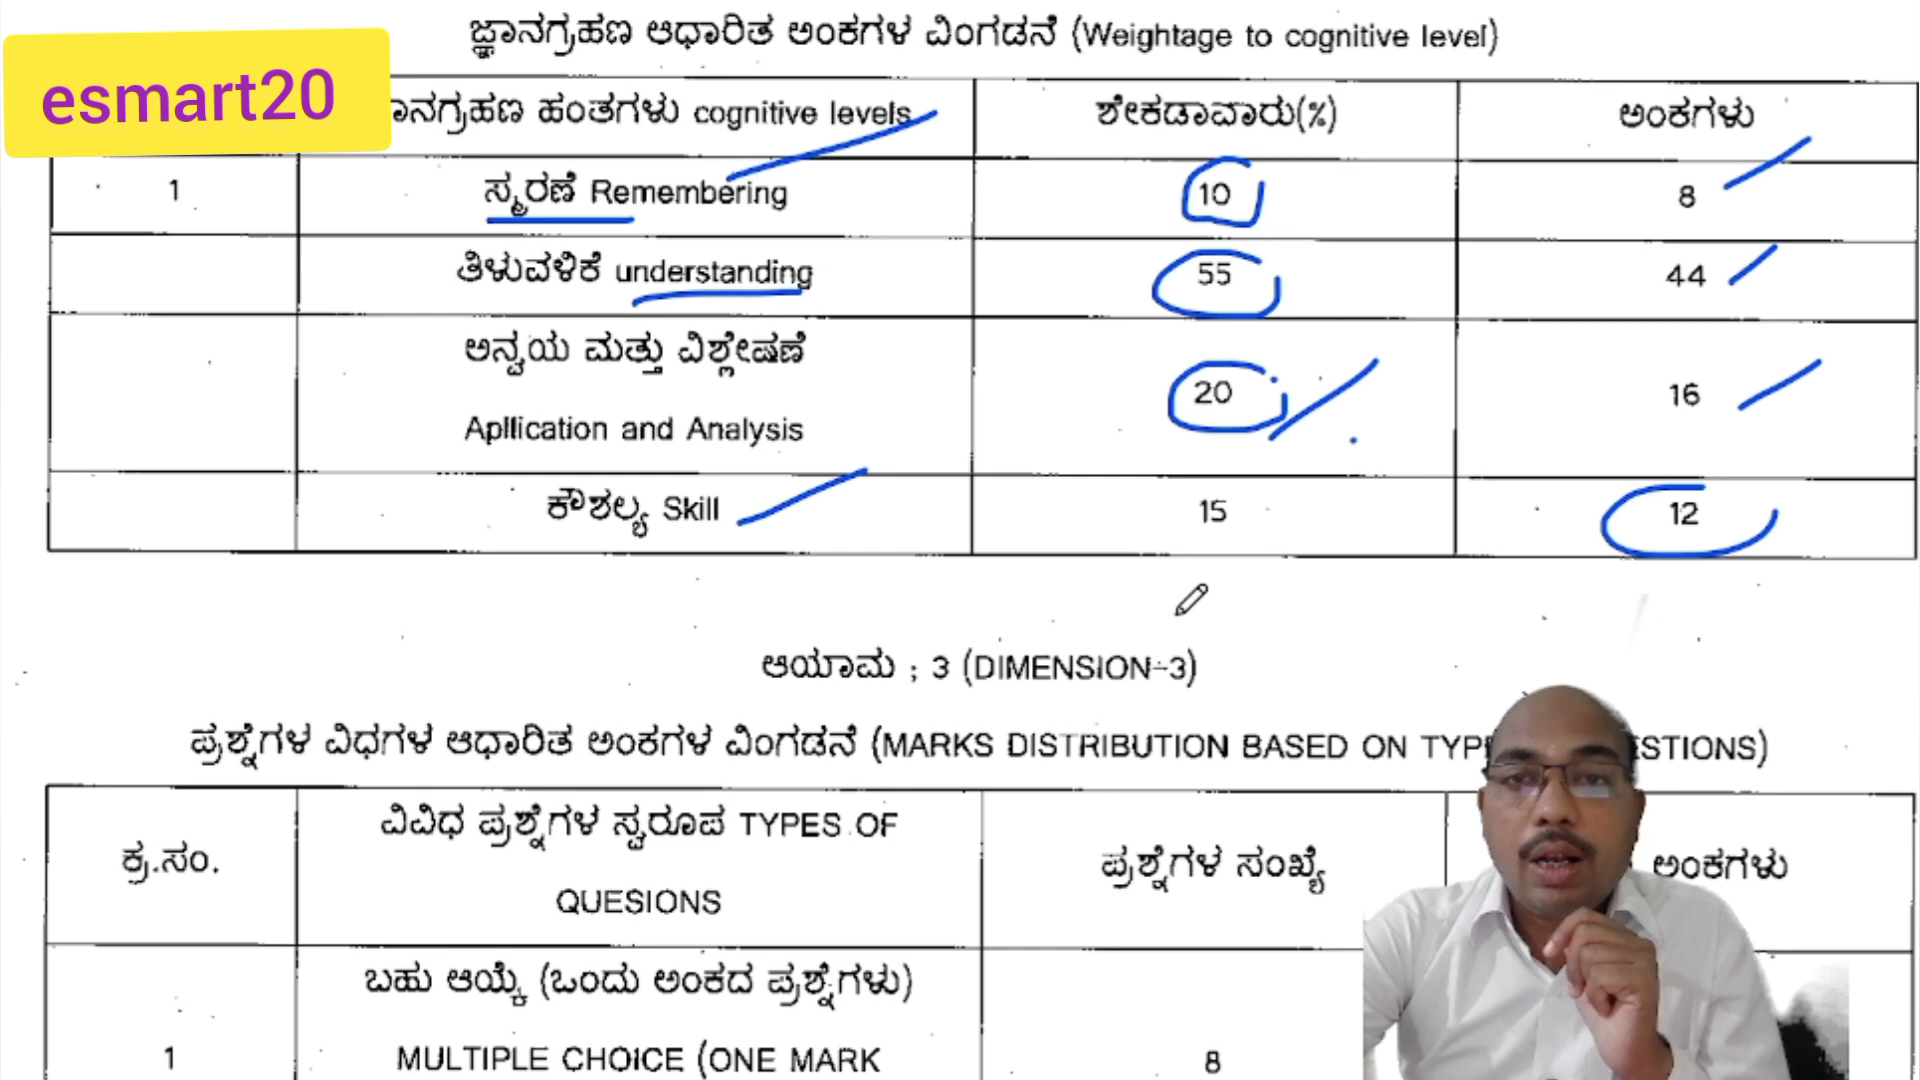 ಜ್ಞಾನಗ್ರಹಣ ಆಧಾರಿತ ಅಂಕಗಳ ವಿಂಗಡನೆ (Weightage to cognitive level)
esmart20
ಾನಗ್ರಹಣ ಹಂತಗಳು cognitive levels ಶೇಕಡಾವಾರು(%) ಅಂಕಗಳು
1 ಸ್ಮರಣೆ Remembering 10 8
ತಿಳುವಳಿಕೆ understanding 55 44
ಅನ್ವಯ ಮತ್ತು ವಿಶ್ಲೇಷಣೆ
Apllication and Analysis 20 16
ಕೌಶಲ್ಯ Skill 15 12
ಆಯಾಮ ; 3 (DIMENSION-3)
ಪ್ರಶ್ನೆಗಳ ವಿಧಗಳ ಆಧಾರಿತ ಅಂಕಗಳ ವಿಂಗಡನೆ (MARKS DISTRIBUTION BASED ON TYP ESTIONS)
ಕ್ರ.ಸಂ. ವಿವಿಧ ಪ್ರಶ್ನೆಗಳ ಸ್ವರೂಪ TYPES OF
QUESIONS ಪ್ರಶ್ನೆಗಳ ಸಂಖ್ಯೆ ಅಂಕಗಳು
ಬಹು ಆಯ್ಕೆ (ಒಂದು ಅಂಕದ ಪ್ರಶ್ನೆಗಳು)
1 MULTIPLE CHOICE (ONE MARK 8